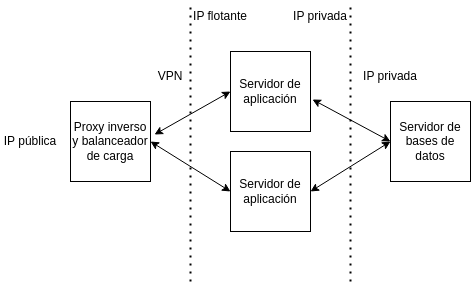 IP flotante
IP privada
VPN
IP privada
Servidor de
aplicación
IP pública
Proxy inverso
y balanceador
de carga
Servidor de
bases de
datos
Servidor de
aplicación